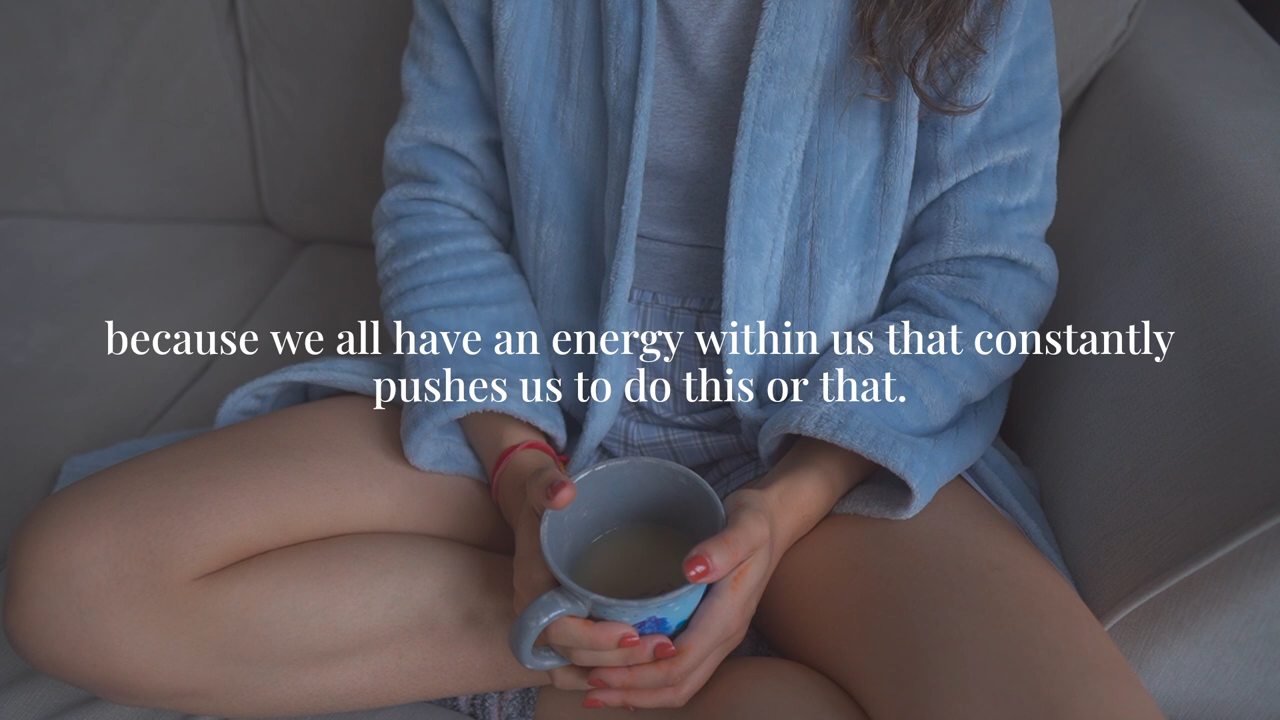 because we all have an energy within us that constantly
pushes us to do this or that.